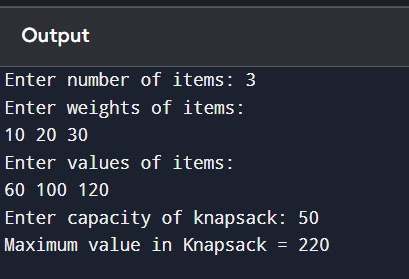 Output
Enter number of items: 3
Enter weights of items:
10 20 30
Enter values of items:
60 100 120
Enter capacity of knapsack: 50
Maximum value in Knapsack = 220